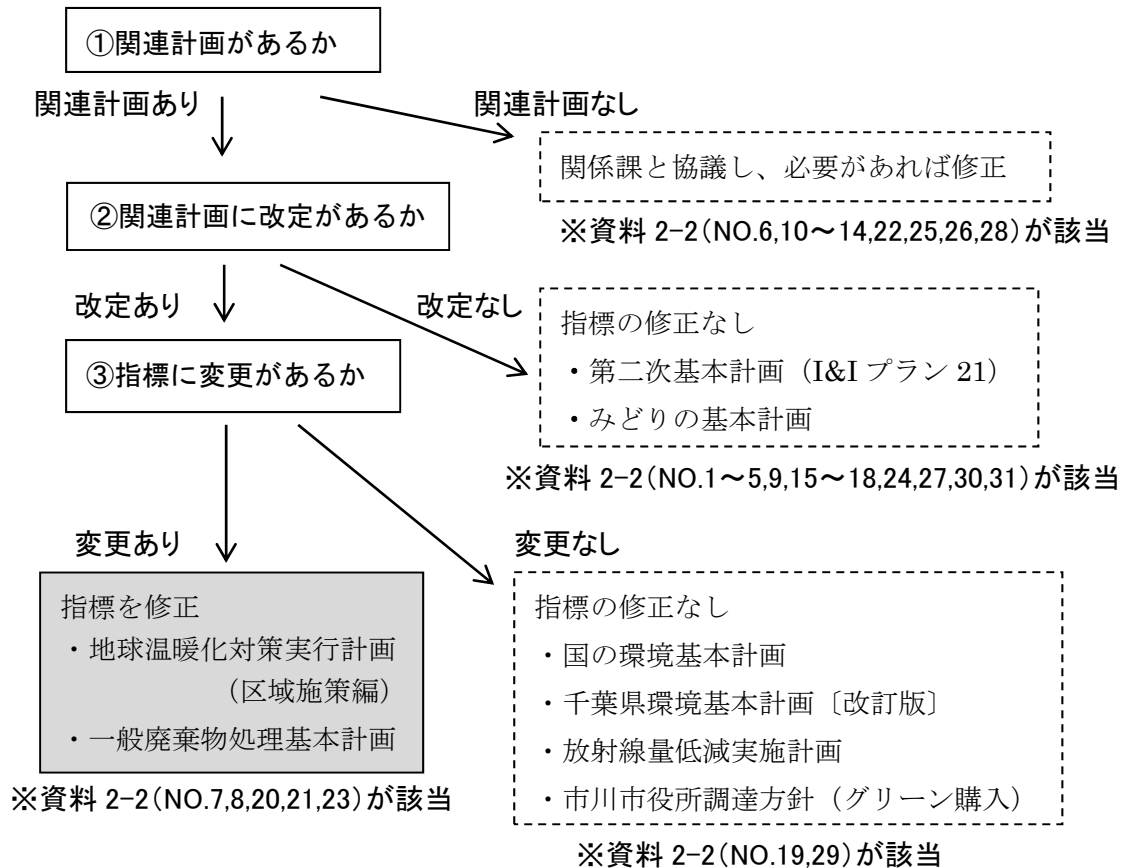 ①関連計画があるか
関連計画あり
関連計画なし
関係課と協議し、必要があれば修正
②関連計画に改定があるか
※資料 2-2(NO.6,10～14,22,25,26,28)が該当
改定あり
改定なし
指標の修正なし
・第二次基本計画（I&I プラン 21）
・みどりの基本計画
③指標に変更があるか
※資料 2-2(NO.1～5,9,15～18,24,27,30,31)が該当
変更あり
変更なし
指標を修正
・地球温暖化対策実行計画
（区域施策編）
・一般廃棄物処理基本計画
※資料 2-2(NO.7,8,20,21,23)が該当
指標の修正なし
・国の環境基本計画
・千葉県環境基本計画〔改訂版〕
・放射線量低減実施計画
・市川市役所調達方針（グリーン購入）
※資料 2-2(NO.19,29)が該当